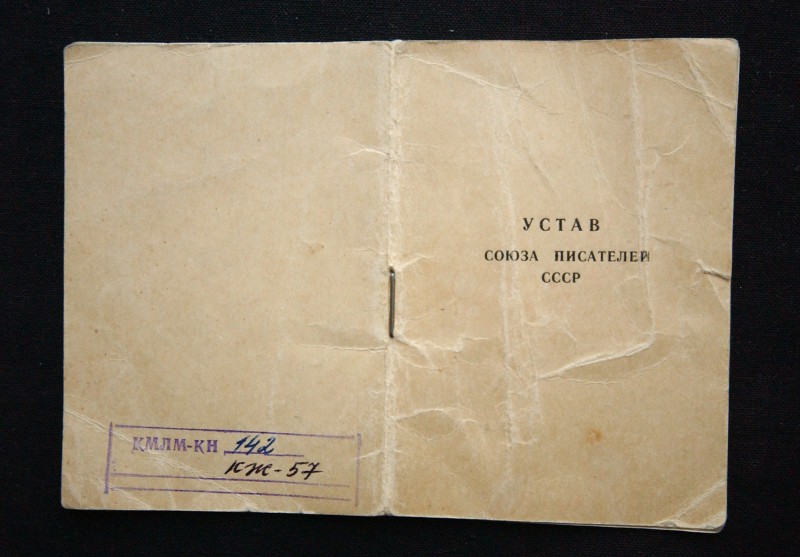 УСТАВ
СОЮЗА ПИСАТЕЛЕЙ
СССР
КМЛМ-КН 142
КЖ-57